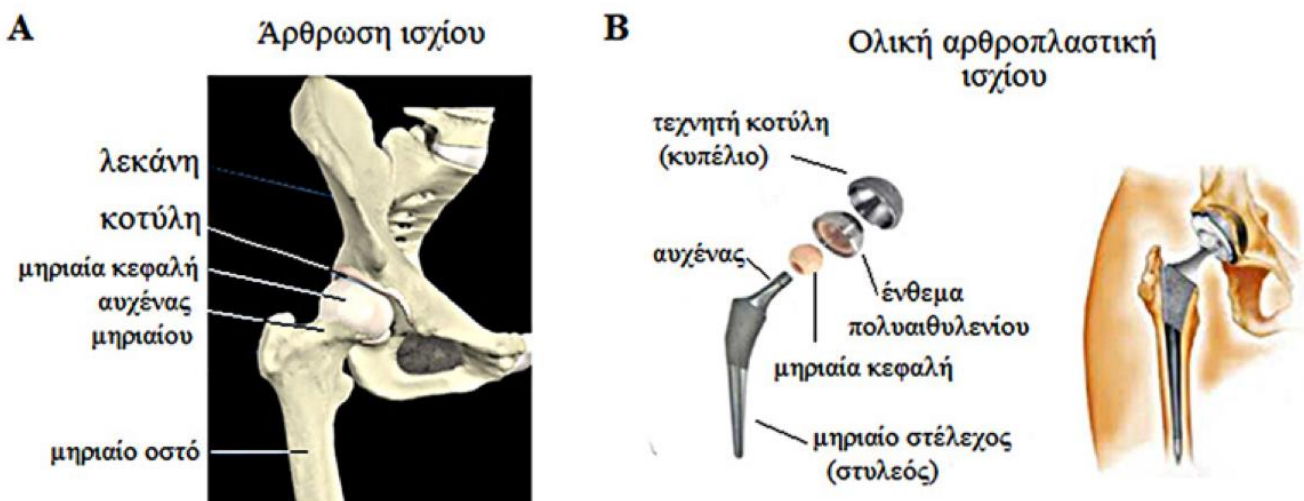 A
Άρθρωση ισχίου
λεκάνη
κοτύλη
μηριαία κεφαλή
αυχένας
μηριαίου
μηριαίο οστό
B
Ολική αρθροπλαστική
ισχίου
τεχνητή κοτύλη
(κυπέλιο)
αυχένας
ένθεμα
πολυαιθυλενίου
μηριαία κεφαλή
μηριαίο στέλεχος
(στυλεός)